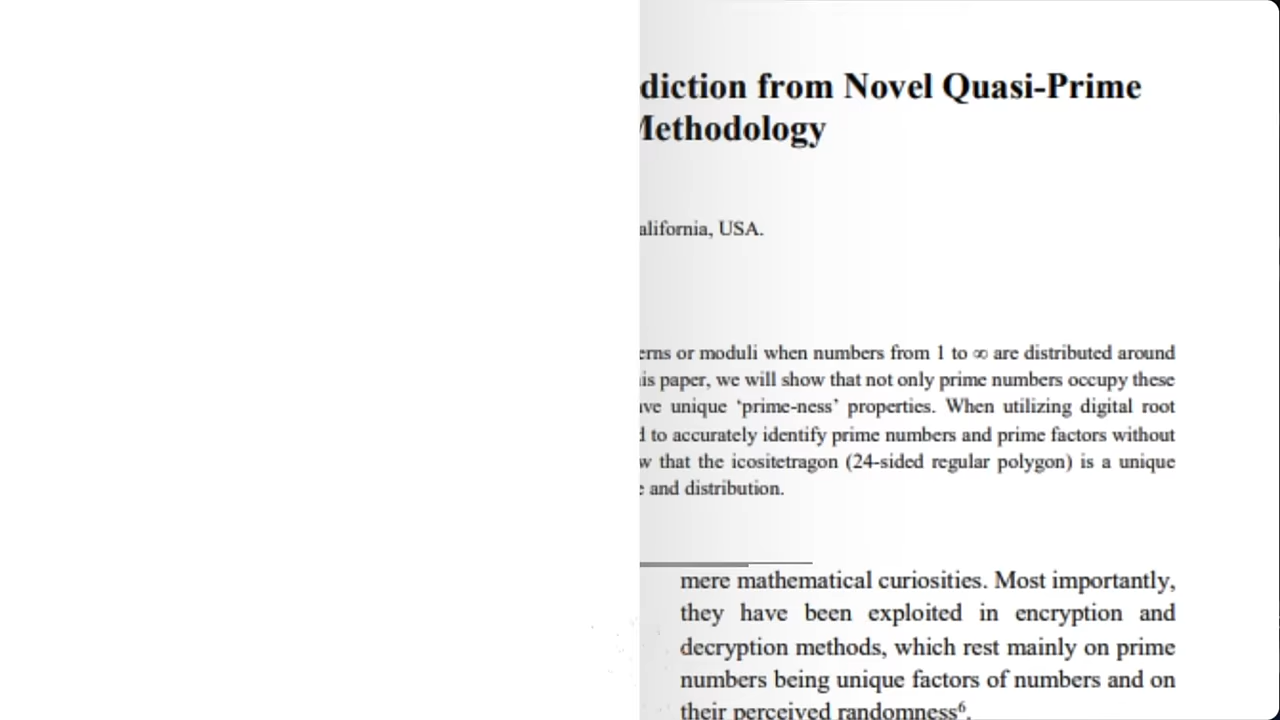 diction from Novel Quasi-Prime
Methodology
alifornia, USA.
erns or moduli when numbers from 1 to ∞ are distributed around
is paper, we will show that not only prime numbers occupy these
ave unique ‘prime-ness’ properties. When utilizing digital root
d to accurately identify prime numbers and prime factors without
w that the icositetragon (24-sided regular polygon) is a unique
e and distribution.
mere mathematical curiosities. Most importantly,
they have been exploited in encryption and
decryption methods, which rest mainly on prime
numbers being unique factors of numbers and on
their perceived randomness⁶.